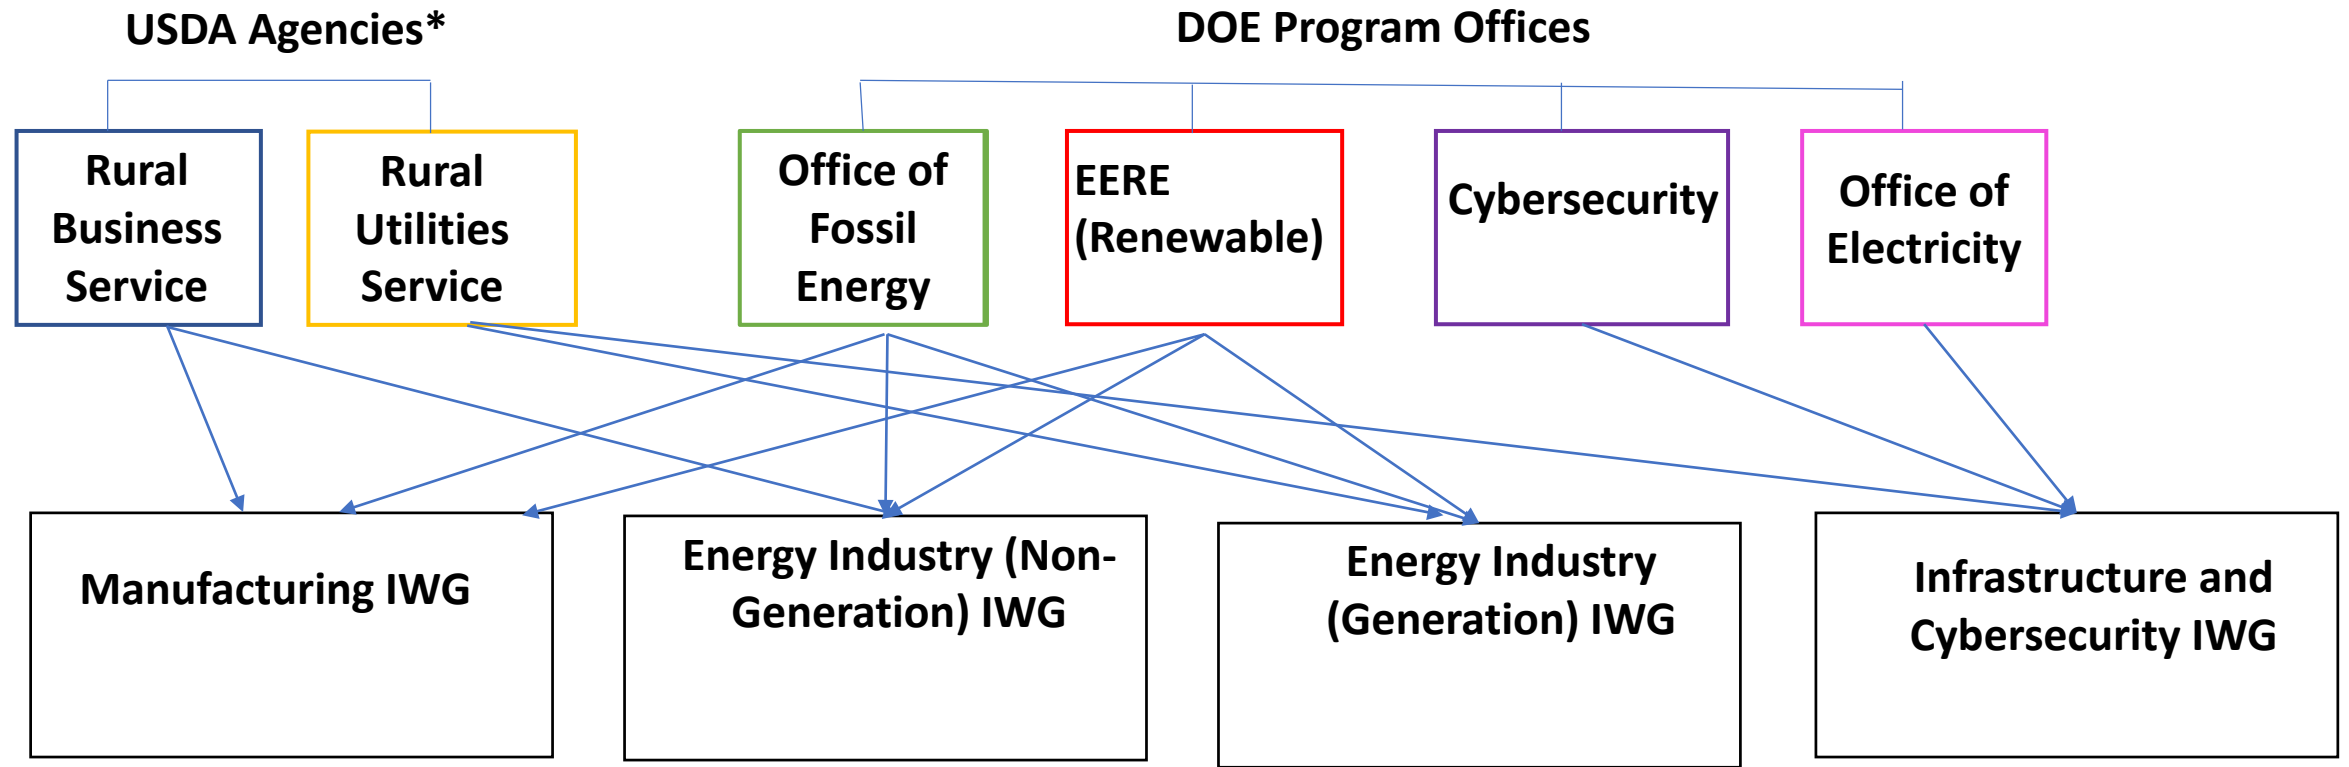 USDA Agencies*
DOE Program Offices
Rural
Business
Service
Rural
Utilities
Service
Office of
Fossil
Energy
EERE
(Renewable)
Cybersecurity
Office of
Electricity
Manufacturing IWG
Energy Industry (Non-
Generation) IWG
Energy Industry
(Generation) IWG
Infrastructure and
Cybersecurity IWG